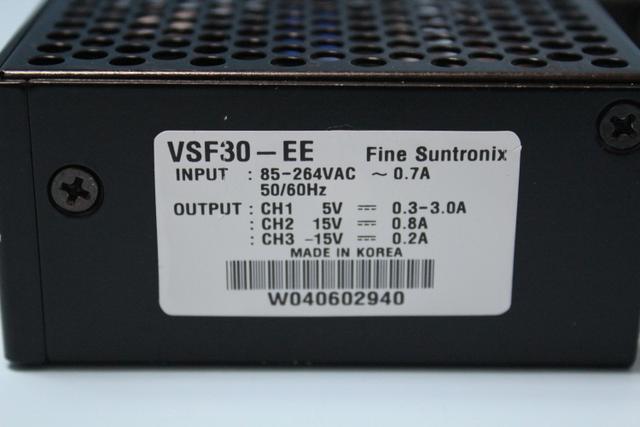 VSF30-EE Fine Suntronix
INPUT : 85-264VAC ~ 0.7A
50/60Hz
OUTPUT : CH1 5V ⎓ 0.3-3.0A
: CH2 15V ⎓ 0.8A
: CH3 -15V ⎓ 0.2A
MADE IN KOREA
W040602940